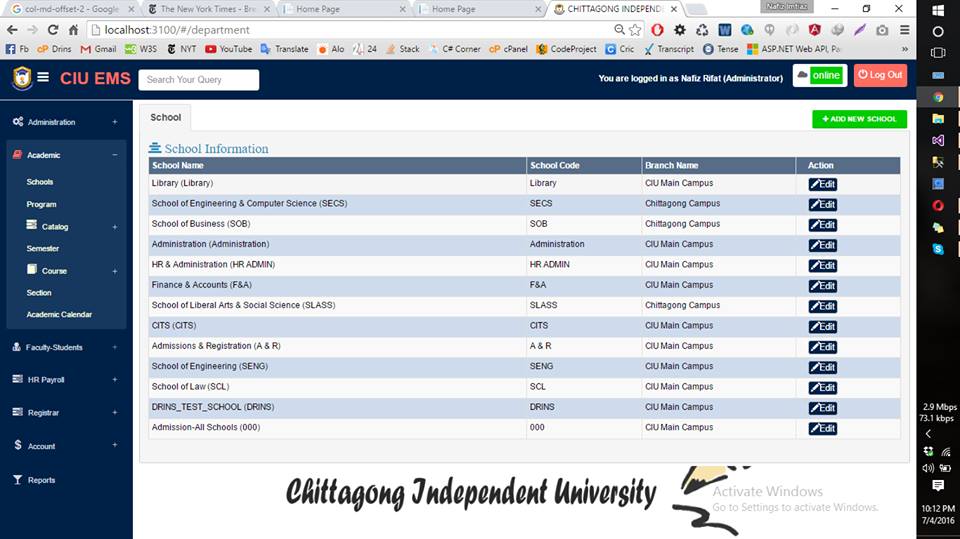 col-md-offset-2 - Google
The New York Times - Bre
Home Page
Home Page
CHITTAGONG INDEPEND
Nafiz Imtiaz
localhost:3100/#/department
Fb
Drins
Gmail
W3S
NYT
YouTube
Translate
Alo
24
Stack
C# Corner
cPanel
CodeProject
Criv
Transcript
Tense
ASP.NET Web API, Pa
CIU EMS
Search Your Query
You are logged in as Nafiz Rifat (Administrator)
online
Log Out
Administration +
Academic −
Schools
Program
Catalog +
Semester
Course +
Section
Academic Calendar
Faculty-Students +
HR Payroll +
Registrar +
$ Account +
Reports
School
+ ADD NEW SCHOOL
School Information
School Name School Code Branch Name Action
Library (Library) Library CIU Main Campus Edit
School of Engineering & Computer Science (SECS) SECS Chittagong Campus Edit
School of Business (SOB) SOB Chittagong Campus Edit
Administration (Administration) Administration CIU Main Campus Edit
HR & Administration (HR ADMIN) HR ADMIN CIU Main Campus Edit
Finance & Accounts (F&A) F&A CIU Main Campus Edit
School of Liberal Arts & Social Science (SLASS) SLASS Chittagong Campus Edit
CITS (CITS) CITS CIU Main Campus Edit
Admissions & Registration (A & R) A & R CIU Main Campus Edit
School of Engineering (SENG) SENG CIU Main Campus Edit
School of Law (SCL) SCL CIU Main Campus Edit
DRINS_TEST_SCHOOL (DRINS) DRINS CIU Main Campus Edit
Admission-All Schools (000) 000 CIU Main Campus Edit
Chittagong Independent University
Activate Windows
Go to Settings to activate Windows.
2.9 Mbps
73.1 kbps
10:12 PM
7/4/2016